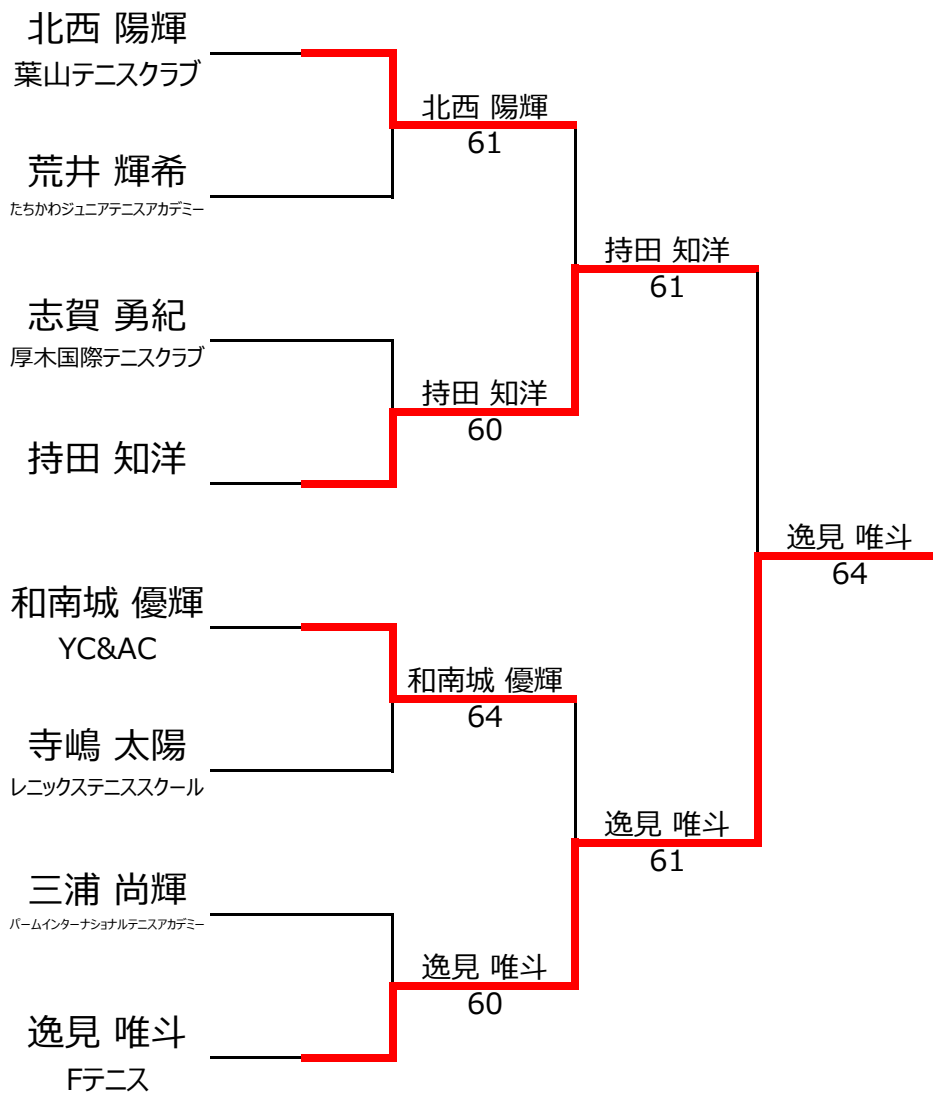 北西 陽輝
葉山テニスクラブ
北西 陽輝
61
荒井 輝希
たちかわジュニアテニスアカデミー
持田 知洋
61
志賀 勇紀
厚木国際テニスクラブ
持田 知洋
60
持田 知洋
逸見 唯斗
64
和南城 優輝
YC&AC
和南城 優輝
64
寺嶋 太陽
レニックステニススクール
逸見 唯斗
61
三浦 尚輝
パームインターナショナルテニスアカデミー
逸見 唯斗
60
逸見 唯斗
Fテニス